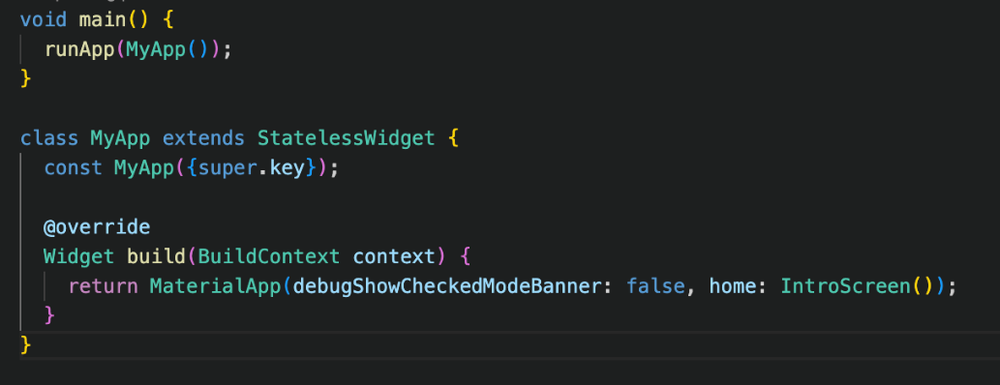 void main() {
  runApp(MyApp());
}

class MyApp extends StatelessWidget {
  const MyApp({super.key});

  @override
  Widget build(BuildContext context) {
    return MaterialApp(debugShowCheckedModeBanner: false, home: IntroScreen());
  }
}